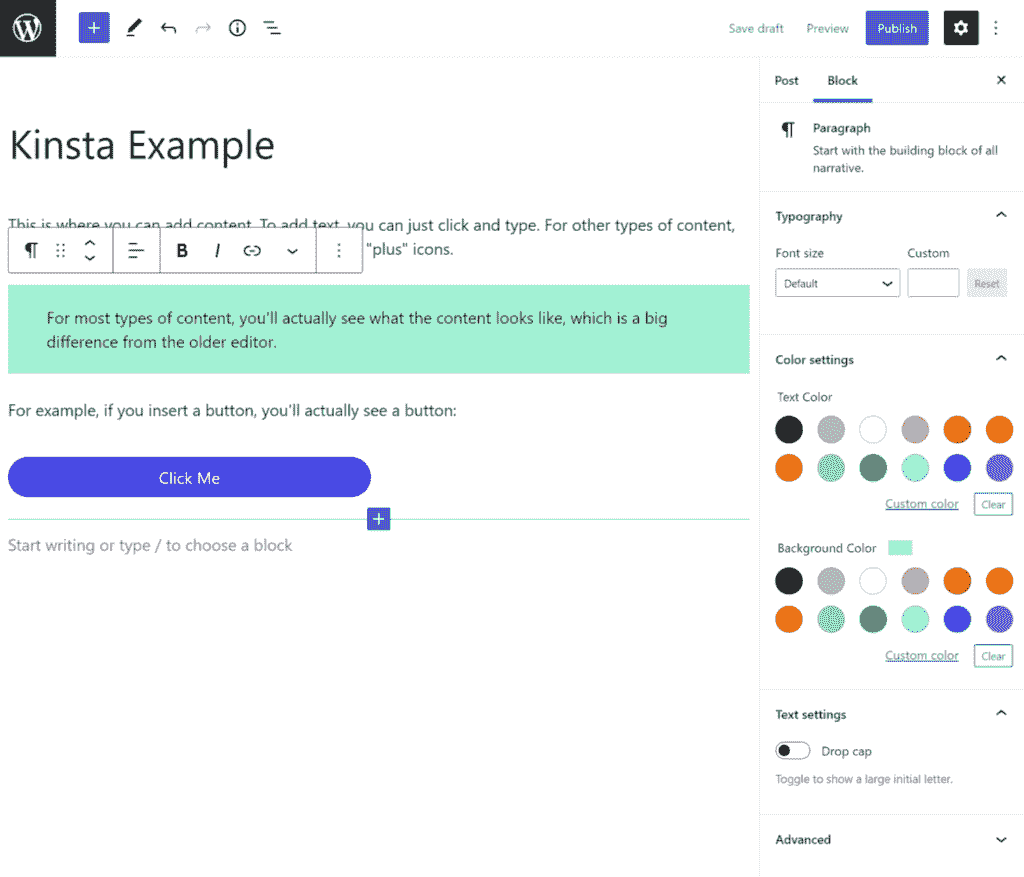 Save draft
Preview
Publish
Kinsta Example
This is where you can add content. To add text, you can just click and type. For other types of content,
"plus" icons.
B I
For most types of content, you'll actually see what the content looks like, which is a big
difference from the older editor.
For example, if you insert a button, you'll actually see a button:
Click Me
Start writing or type / to choose a block
Post
Block
Paragraph
Start with the building block of all
narrative.
Typography
Font size
Custom
Default
Reset
Color settings
Text Color
Custom color
Clear
Background Color
Custom color
Clear
Text settings
Drop cap
Toggle to show a large initial letter.
Advanced